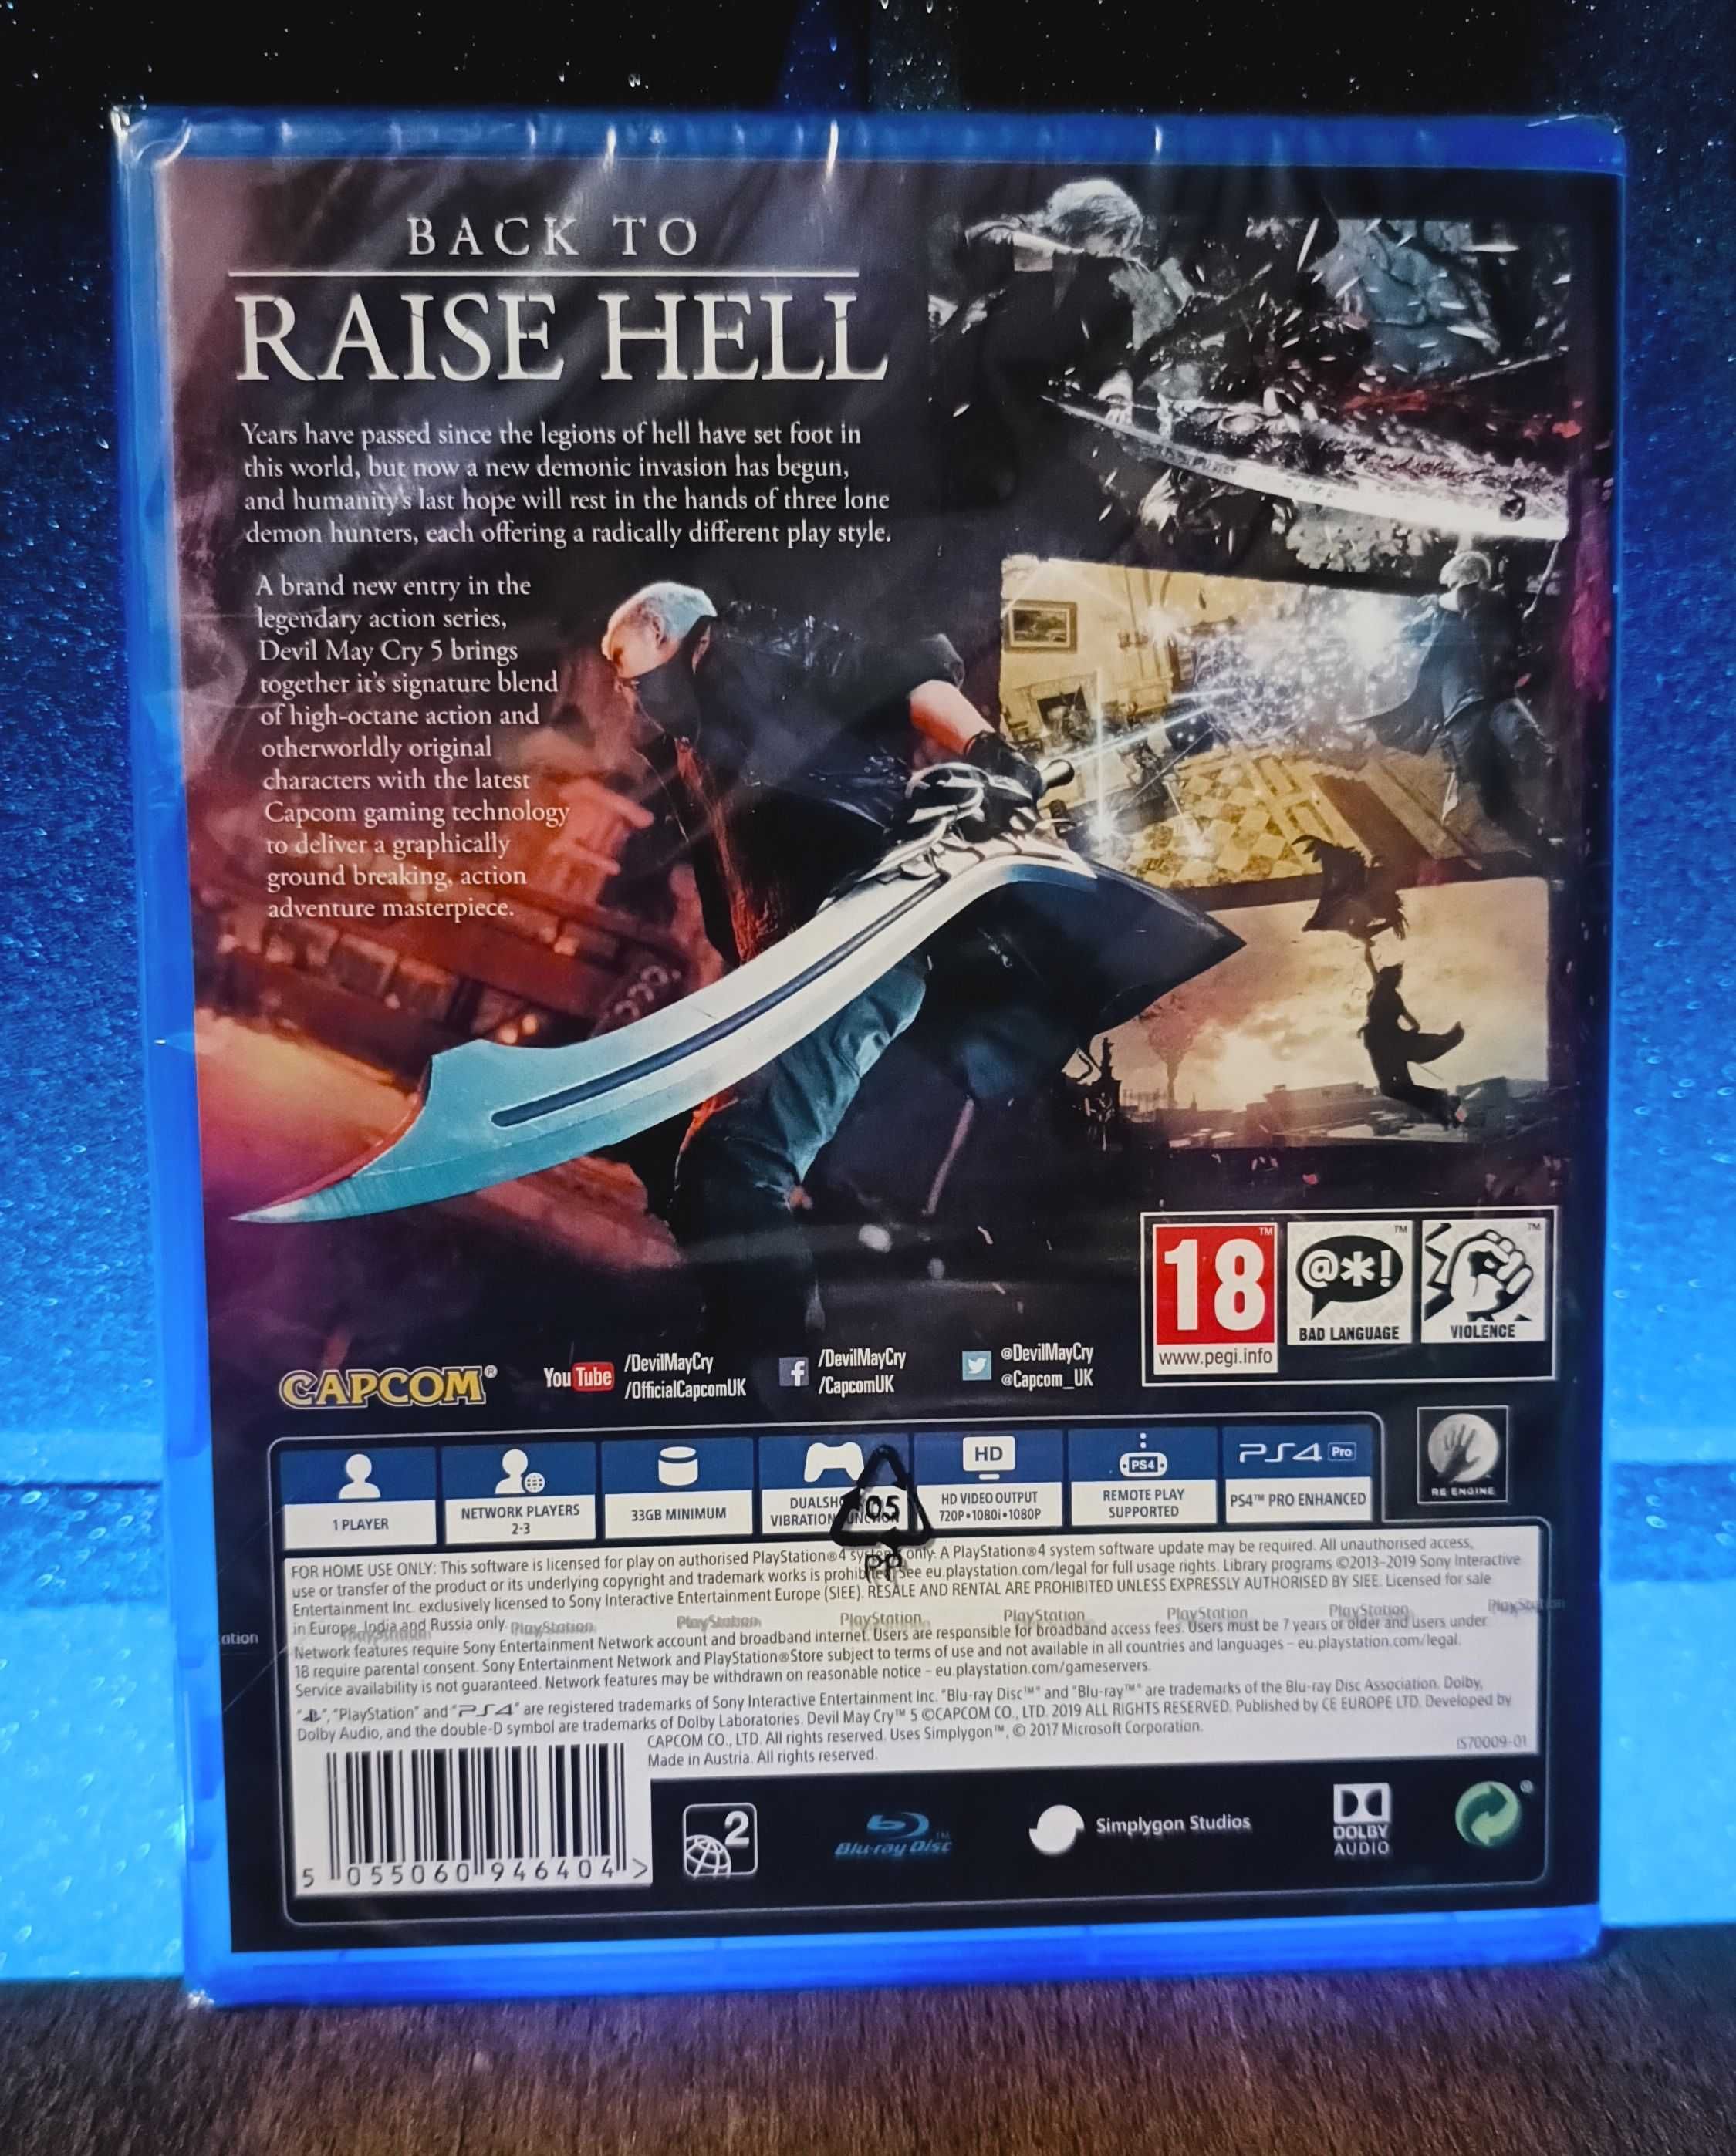 BACK TO
RAISE HELL
Years have passed since the legions of hell have set foot in
this world, but now a new demonic invasion has begun,
and humanity's last hope will rest in the hands of three lone
demon hunters, each offering a radically different play style.
A brand new entry in the
legendary action series,
Devil May Cry 5 brings
together it's signature blend
of high-octane action and
otherworldly original
characters with the latest
Capcom gaming technology
to deliver a graphically
ground breaking, action
adventure masterpiece.
18™
@*!™
™
BAD LANGUAGE
VIOLENCE
www.pegi.info
CAPCOM®
YouTube
/DevilMayCry
/OfficialCapcomUK
f
/DevilMayCry
/CapcomUK
@DevilMayCry
@Capcom_UK
1 PLAYER
NETWORK PLAYERS
2-3
33GB MINIMUM
VIBRATION
HD
HD VIDEO OUTPUT
720P•1080i•1080P
PS4
REMOTE PLAY
SUPPORTED
PS4 Pro
PS4™ PRO ENHANCED
RE ENGINE
05
PP
FOR HOME USE ONLY: This software is licensed for play on authorised PlayStation®4 only. A PlayStation®4 system software update may be required. All unauthorised access,
use or transfer of the product or its underlying copyright and trademark works is See eu.playstation.com/legal for full usage rights. Library programs ©2013–2019 Sony Interactive
Entertainment Inc. exclusively licensed to Sony Interactive Entertainment Europe (SIEE). RESALE AND RENTAL ARE PROHIBITED UNLESS EXPRESSLY AUTHORISED BY SIEE. Licensed for sale
in Europe, India and Russia only.
PlayStation PlayStation PlayStation PlayStation PlayStation PlayStation
Network features require Sony Entertainment Network account and broadband internet. Users are responsible for broadband access fees. Users must be 7 years or older and users under
18 require parental consent. Sony Entertainment Network and PlayStation®Store subject to terms of use and not available in all countries and languages – eu.playstation.com/legal.
Service availability is not guaranteed. Network features may be withdrawn on reasonable notice – eu.playstation.com/gameservers.
"PlayStation" and "PS4" are registered trademarks of Sony Interactive Entertainment Inc. "Blu-ray Disc™" and "Blu-ray™" are trademarks of the Blu-ray Disc Association. Dolby,
Dolby Audio, and the double-D symbol are trademarks of Dolby Laboratories. Devil May Cry™ 5 ©CAPCOM CO., LTD. 2019 ALL RIGHTS RESERVED. Published by CE EUROPE LTD. Developed by
CAPCOM CO., LTD. All rights reserved. Uses Simplygon™, © 2017 Microsoft Corporation.
Made in Austria. All rights reserved.
IS70009-01
5 055060 946404 >
2
Blu-ray Disc™
Simplygon Studios
DOLBY
AUDIO
®